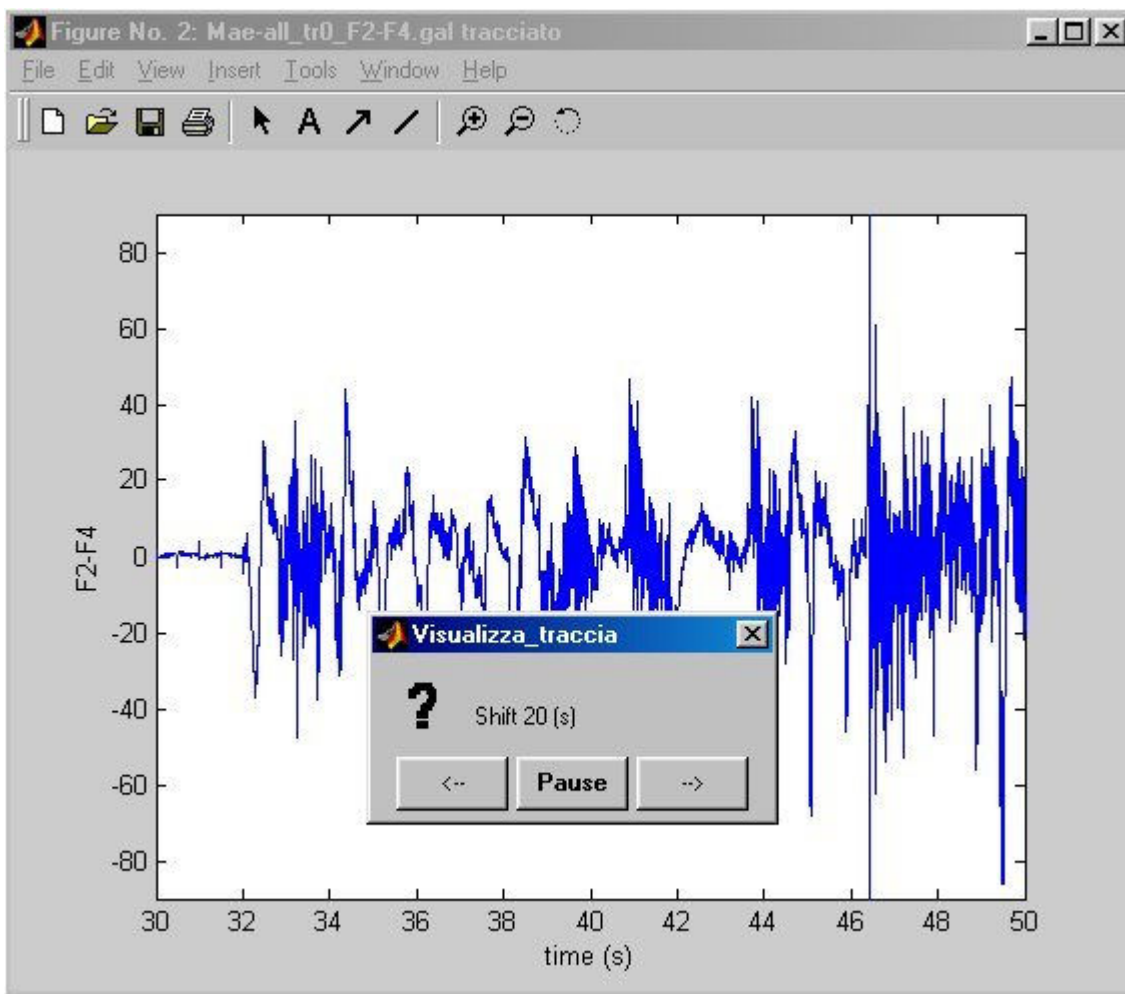 Figure No. 2: Mae-all_tr0_F2-F4.gal tracciato
File Edit View Insert Tools Window Help
A
80
60
40
20
0
-20
-40
-60
-80
F2-F4
30 32 34 36 38 40 42 44 46 48 50
time (s)
Visualizza_traccia
?
Shift 20 (s)
<-- Pause -->